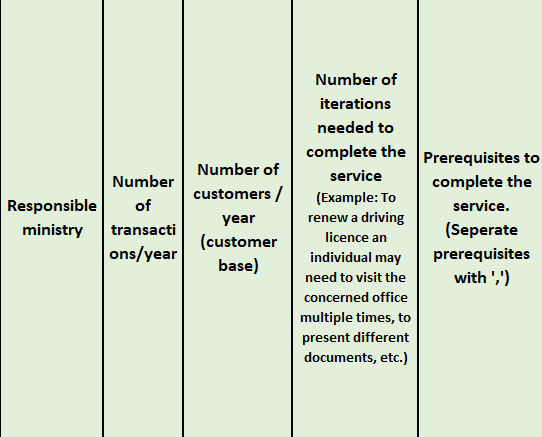 Responsible
ministry
Number
of
transacti
ons/year
Number of
customers /
year
(customer
base)
Number of
iterations
needed to
complete the
service
(Example: To
renew a driving
licence an
individual may
need to visit the
concerned office
multiple times, to
present different
documents, etc.)
Prerequisites to
complete the
service.
(Seperate
prerequisites
with ',')